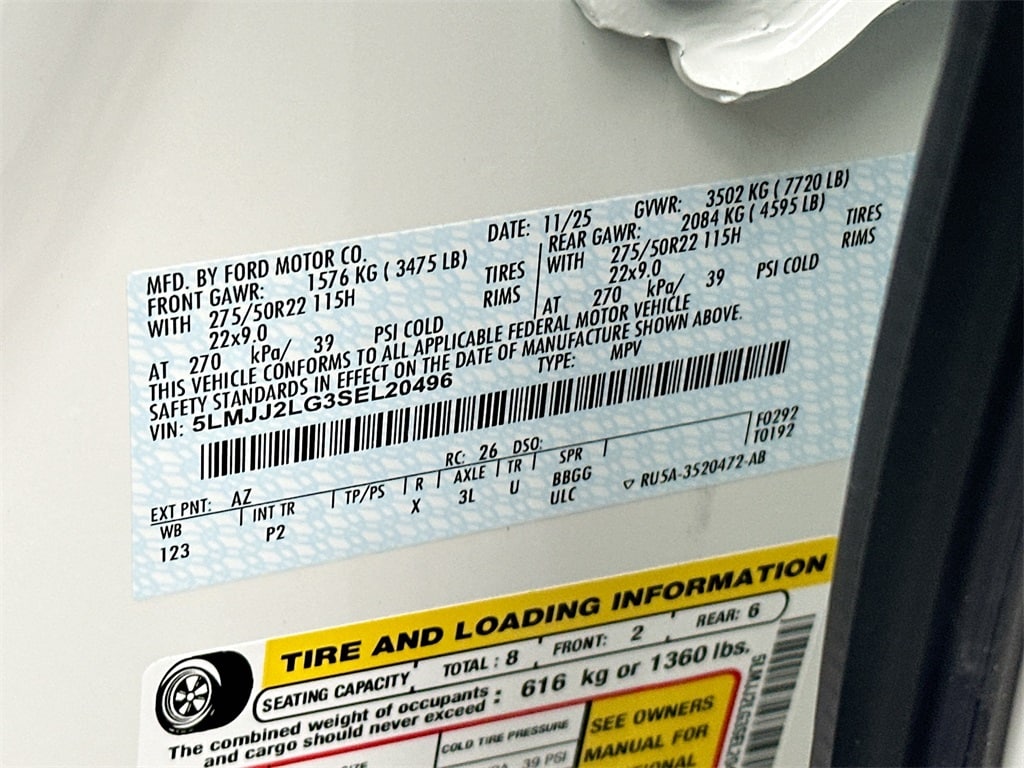 MFD. BY FORD MOTOR CO. DATE: 11/25 GVWR: 3502 KG ( 7720 LB)
FRONT GAWR: 1576 KG ( 3475 LB) REAR GAWR: 2084 KG ( 4595 LB)
WITH 275/50R22 115H TIRES WITH 275/50R22 115H TIRES
22x9.0 RIMS 22x9.0 RIMS
AT 270 kPa/ 39 PSI COLD AT 270 kPa/ 39 PSI COLD
THIS VEHICLE CONFORMS TO ALL APPLICABLE FEDERAL MOTOR VEHICLE
SAFETY STANDARDS IN EFFECT ON THE DATE OF MANUFACTURE SHOWN ABOVE.
VIN: 5LMJJ2LG3SEL20496 TYPE: MPV
F0292
T0192
EXT PNT: AZ RC: 26 DSO:
WB INT TR TP/PS R AXLE TR SPR
123 P2 X 3L U BBGG
ULC ▽ RU5A-3520472-AB
TIRE AND LOADING INFORMATION
SEATING CAPACITY TOTAL : 8 FRONT: 2 REAR: 6
The combined weight of occupants
and cargo should never exceed : 616 kg or 1360 lbs.
COLD TIRE PRESSURE SEE OWNERS
39 PSI MANUAL FOR